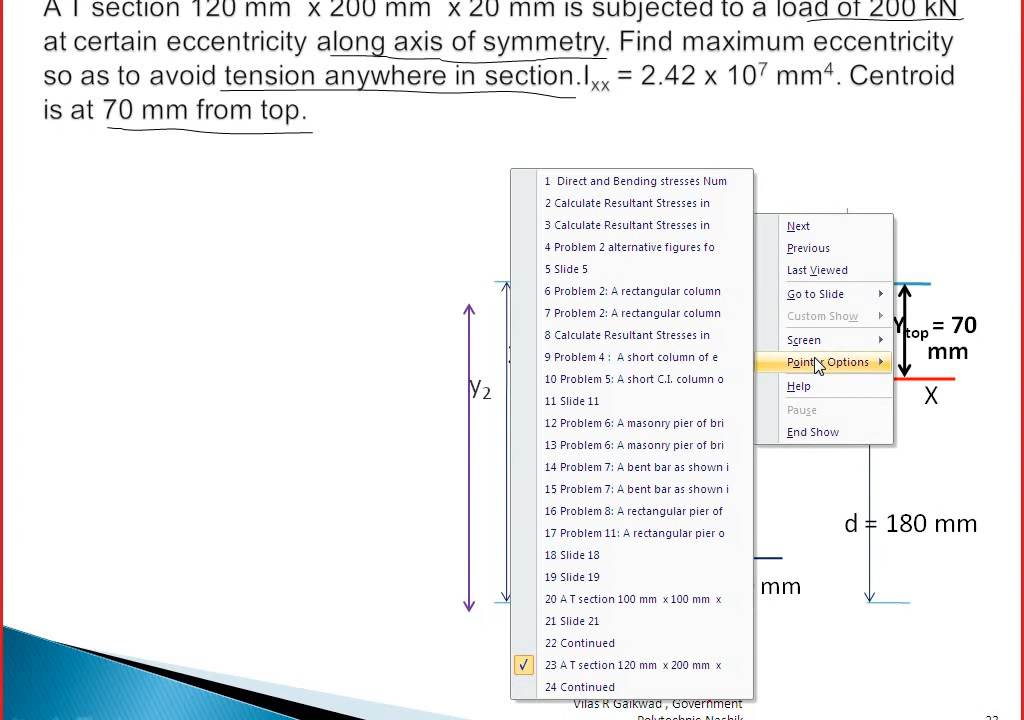 A T section 120 mm x 200 mm x 20 mm is subjected to a load of 200 kN
at certain eccentricity along axis of symmetry. Find maximum eccentricity
so as to avoid tension anywhere in section.Ixx = 2.42 x 10⁷ mm⁴. Centroid
is at 70 mm from top.
1 Direct and Bending stresses Num
2 Calculate Resultant Stresses in
3 Calculate Resultant Stresses in
4 Problem 2 alternative figures fo
5 Slide 5
6 Problem 2: A rectangular column
7 Problem 2: A rectangular column
8 Calculate Resultant Stresses in
9 Problem 4 : A short column of e
10 Problem 5: A short C.I. column o
11 Slide 11
12 Problem 6: A masonry pier of bri
13 Problem 6: A masonry pier of bri
14 Problem 7: A bent bar as shown i
15 Problem 7: A bent bar as shown i
16 Problem 8: A rectangular pier of
17 Problem 11: A rectangular pier o
18 Slide 18
19 Slide 19
20 A T section 100 mm x 100 mm x
21 Slide 21
22 Continued
23 A T section 120 mm x 200 mm x
24 Continued
Next
Previous
Last Viewed
Go to Slide
Custom Show
Screen
Pointer Options
Help
Pause
End Show
Ytop = 70
mm
X
y₂
d = 180 mm
mm
Vilas R Gaikwad , Government
Polytechnic Nashik